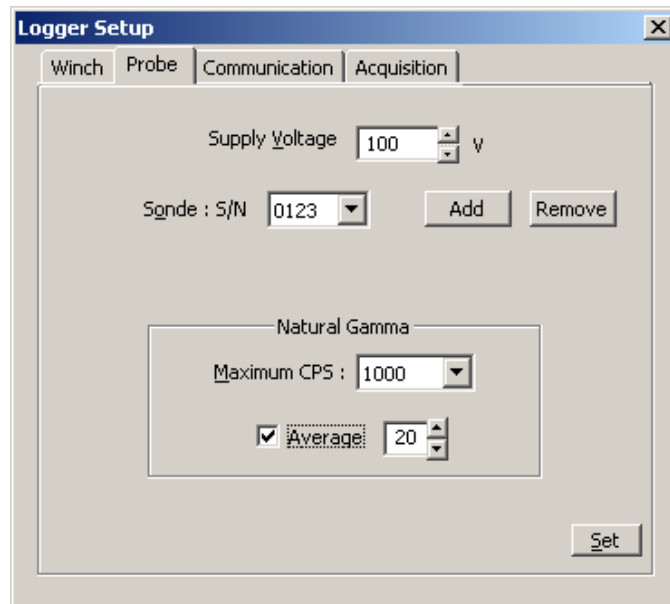 Logger Setup
Winch Probe Communication Acquisition
Supply Voltage 100 V
Sonde : S/N 0123 Add Remove
Natural Gamma
Maximum CPS : 1000
Average 20
Set